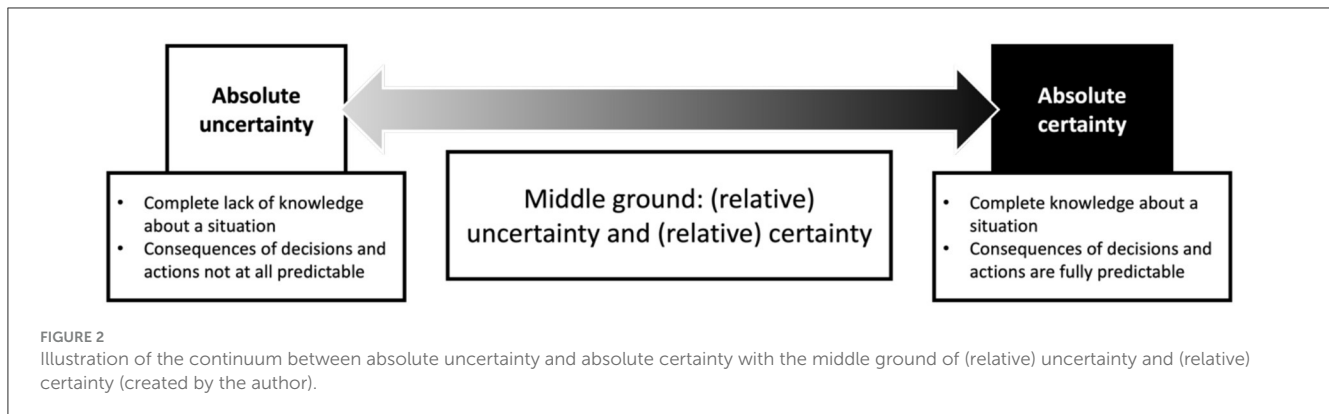 Absolute
uncertainty
Absolute
certainty
• Complete lack of knowledge
about a situation
• Consequences of decisions and
actions not at all predictable
Middle ground: (relative)
uncertainty and (relative) certainty
• Complete knowledge about a
situation
• Consequences of decisions and
actions are fully predictable
FIGURE 2
Illustration of the continuum between absolute uncertainty and absolute certainty with the middle ground of (relative) uncertainty and (relative)
certainty (created by the author).